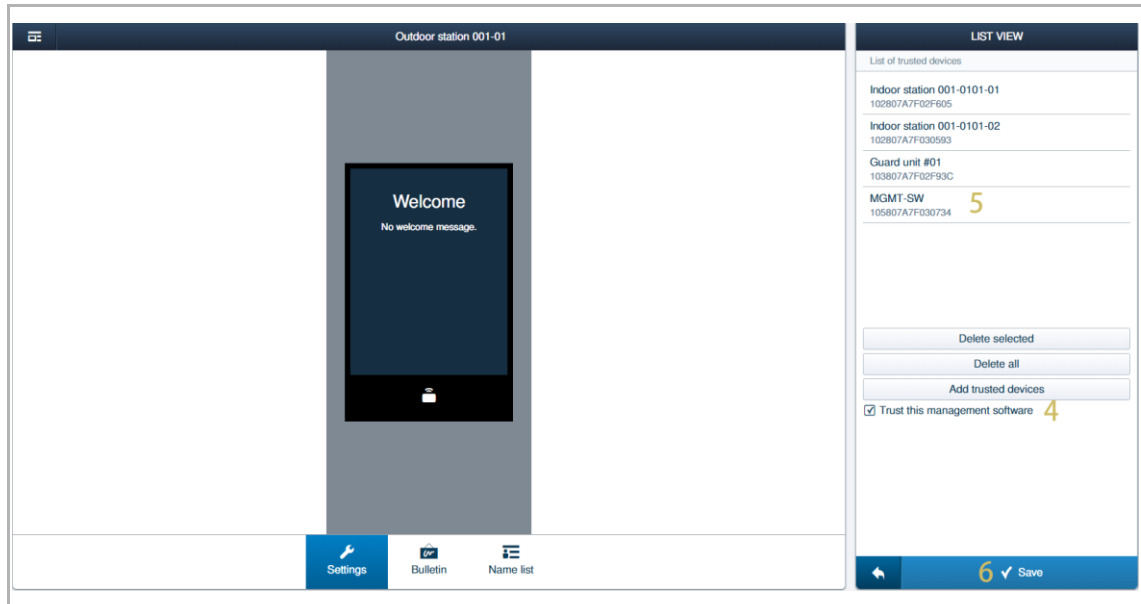 Outdoor station 001-01
Welcome
No welcome message.
Settings
Bulletin
Name list
LIST VIEW
List of trusted devices
Indoor station 001-0101-01
102807A7F02F605
Indoor station 001-0101-02
102807A7F030593
Guard unit #01
103807A7F02F93C
MGMT-SW
105807A7F030734
5
Delete selected
Delete all
Add trusted devices
Trust this management software 4
6 Save